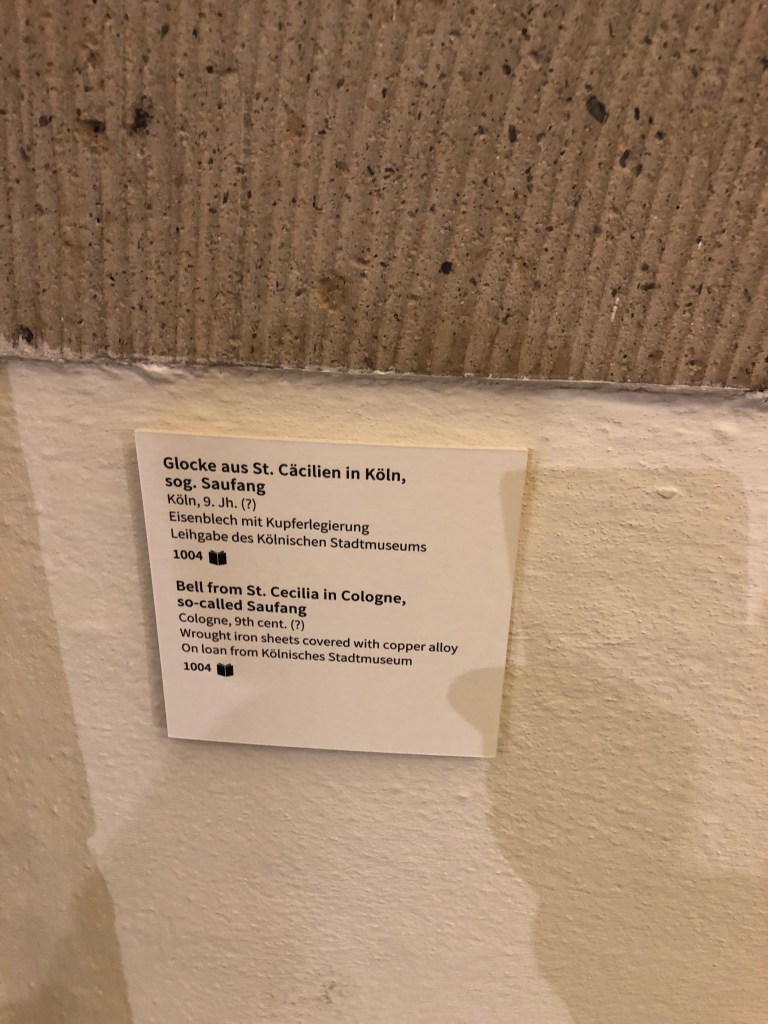 Glocke aus St. Cäcilien in Köln,
sog. Saufang
Köln, 9. Jh. (?)
Eisenblech mit Kupferlegierung
Leihgabe des Kölnischen Stadtmuseums
1004
Bell from St. Cecilia in Cologne,
so-called Saufang
Cologne, 9th cent. (?)
Wrought iron sheets covered with copper alloy
On loan from Kölnisches Stadtmuseum
1004